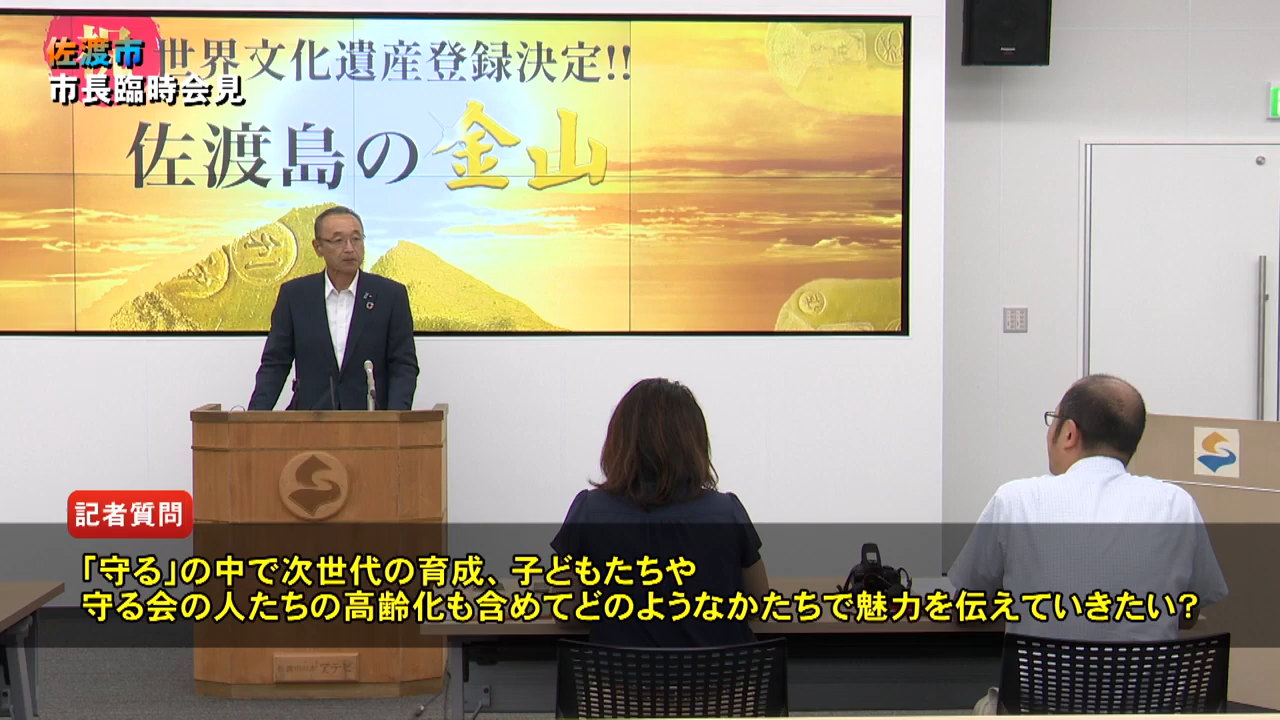 佐渡市
市長臨時会見
祝
世界文化遺産登録決定!!
佐渡島の金山
記者質問
「守る」の中で次世代の育成、子どもたちや
守る会の人たちの高齢化も含めてどのようなかたちで魅力を伝えていきたい?